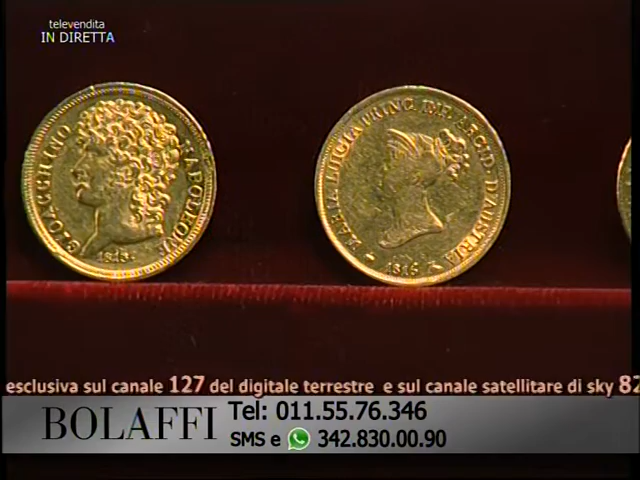 televendita
IN DIRETTA
GIOACCHINO NAPOLEONE
1813.
MARIA LUIGIA PRINC. IMP. ARCID. D'AUSTRIA
1815
esclusiva sul canale 127 del digitale terrestre e sul canale satellitare di sky 82
BOLAFFI
Tel: 011.55.76.346
SMS e 342.830.00.90